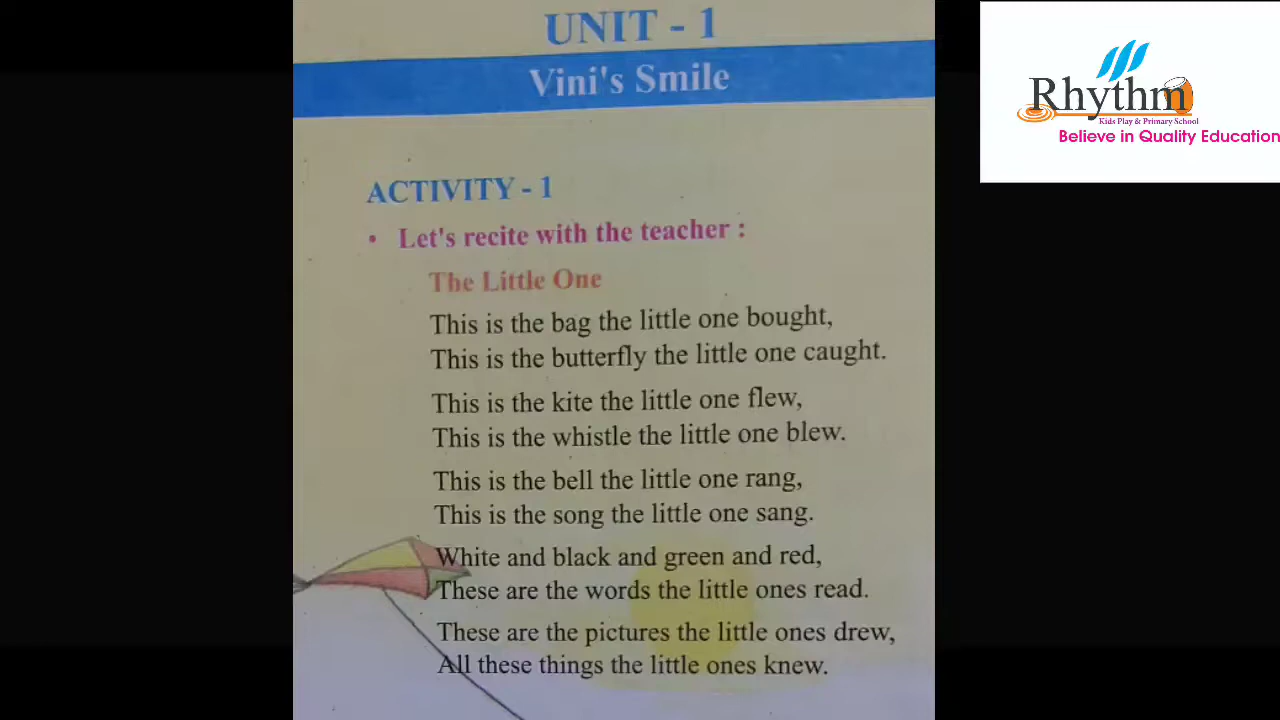 UNIT - 1
Vini's Smile
ACTIVITY - 1
• Let's recite with the teacher :
The Little One
This is the bag the little one bought,
This is the butterfly the little one caught.
This is the kite the little one flew,
This is the whistle the little one blew.
This is the bell the little one rang,
This is the song the little one sang.
White and black and green and red,
These are the words the little ones read.
These are the pictures the little ones drew,
All these things the little ones knew.
Rhythm
Kids Play & Primary School
Believe in Quality Education